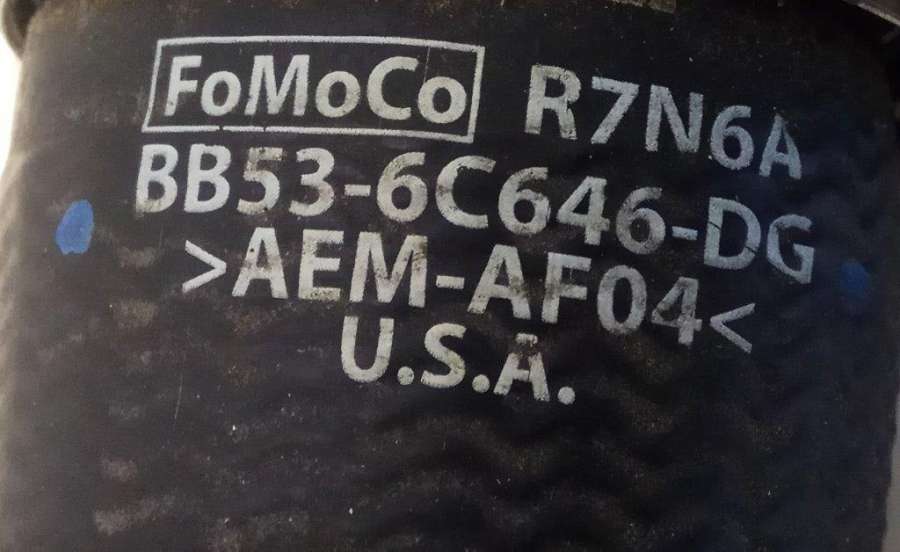 FoMoCo R7N6A
BB53-6C646-DG
>AEM-AF04<
U.S.A.